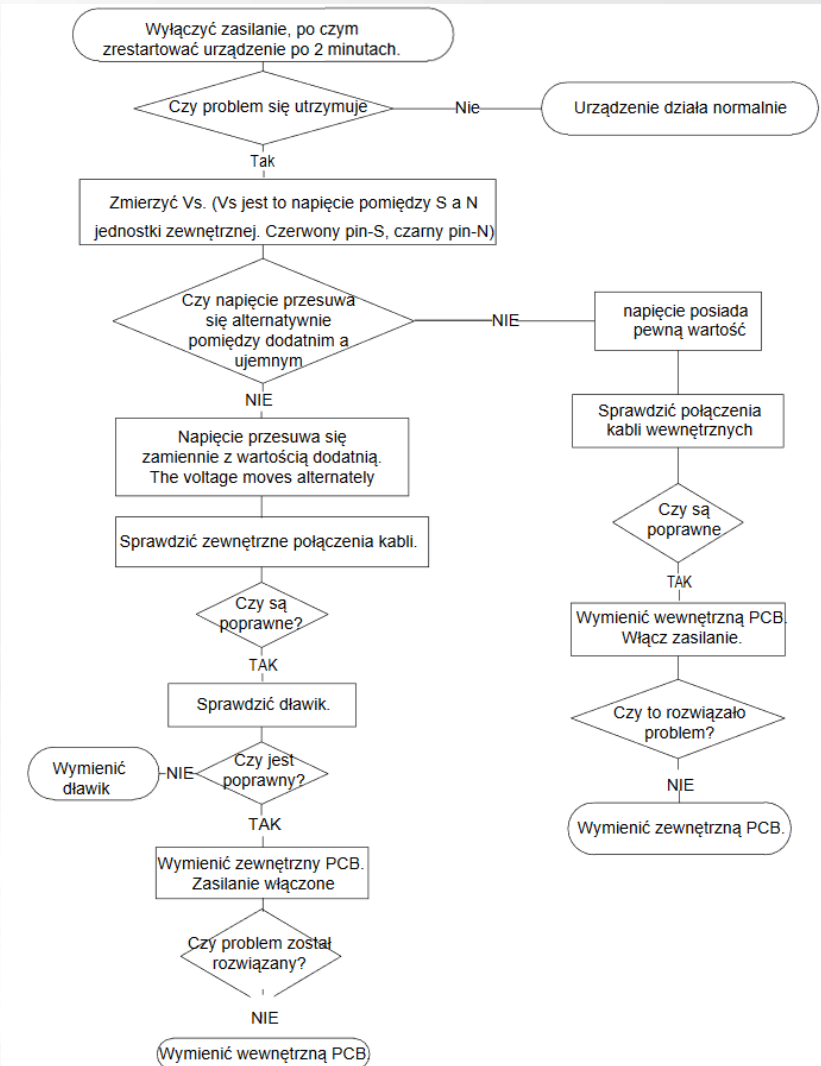 Wyłączyć zasilanie, po czym
zrestartować urządzenie po 2 minutach.
Czy problem się utrzymuje
Nie
Urządzenie działa normalnie
Tak
Zmierzyć Vs. (Vs jest to napięcie pomiędzy S a N
jednostki zewnętrznej. Czerwony pin-S, czarny pin-N)
Czy napięcie przesuwa
się alternatywnie
pomiędzy dodatnim a
ujemnym
NIE
napięcie posiada
pewną wartość
NIE
Sprawdzić połączenia
kabli wewnętrznych
Napięcie przesuwa się
zamiennie z wartością dodatnią.
The voltage moves alternately
Czy są
poprawne
Sprawdzić zewnętrzne połączenia kabli.
TAK
Czy są
poprawne?
Wymienić wewnętrzną PCB.
Włącz zasilanie.
TAK
Sprawdzić dławik.
Czy to rozwiązało
problem?
Czy jest
poprawny?
NIE
Wymienić
dławik
NIE
TAK
Wymienić zewnętrzną PCB.
Wymienić zewnętrzny PCB.
Zasilanie włączone
Czy problem został
rozwiązany?
NIE
Wymienić wewnętrzną PCB